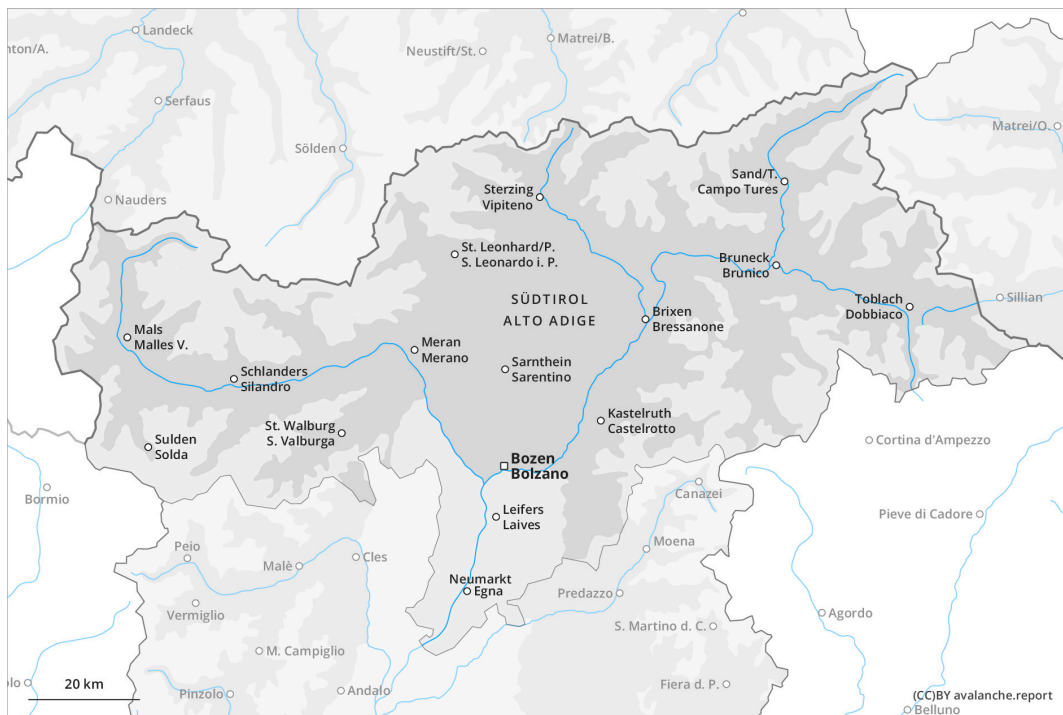 Landeck
nton/A.
Neustift/St.
Matrei/B.
Serfaus
Matrei/O.
Sölden
Sand/T.
Campo Tures
Sterzing
Vipiteno
Nauders
St. Leonhard/P.
S. Leonardo i. P.
Bruneck
Brunico
SÜDTIROL
ALTO ADIGE
Toblach
Dobbiaco
Sillian
Brixen
Bressanone
Mals
Malles V.
Meran
Merano
Sarnthein
Sarentino
Schlanders
Silandro
Kastelruth
Castelrotto
St. Walburg
S. Valburga
Sulden
Solda
Cortina d'Ampezzo
Bozen
Bolzano
Bormio
Canazei
Leifers
Laives
Pieve di Cadore
Moena
Peio
Malè
Cles
Neumarkt
Egna
Predazzo
Vermiglio
Agordo
S. Martino d. C.
M. Campiglio
olo
20 km
Pinzolo
Andalo
Fiera d. P.
(CC)BY avalanche.report
Belluno